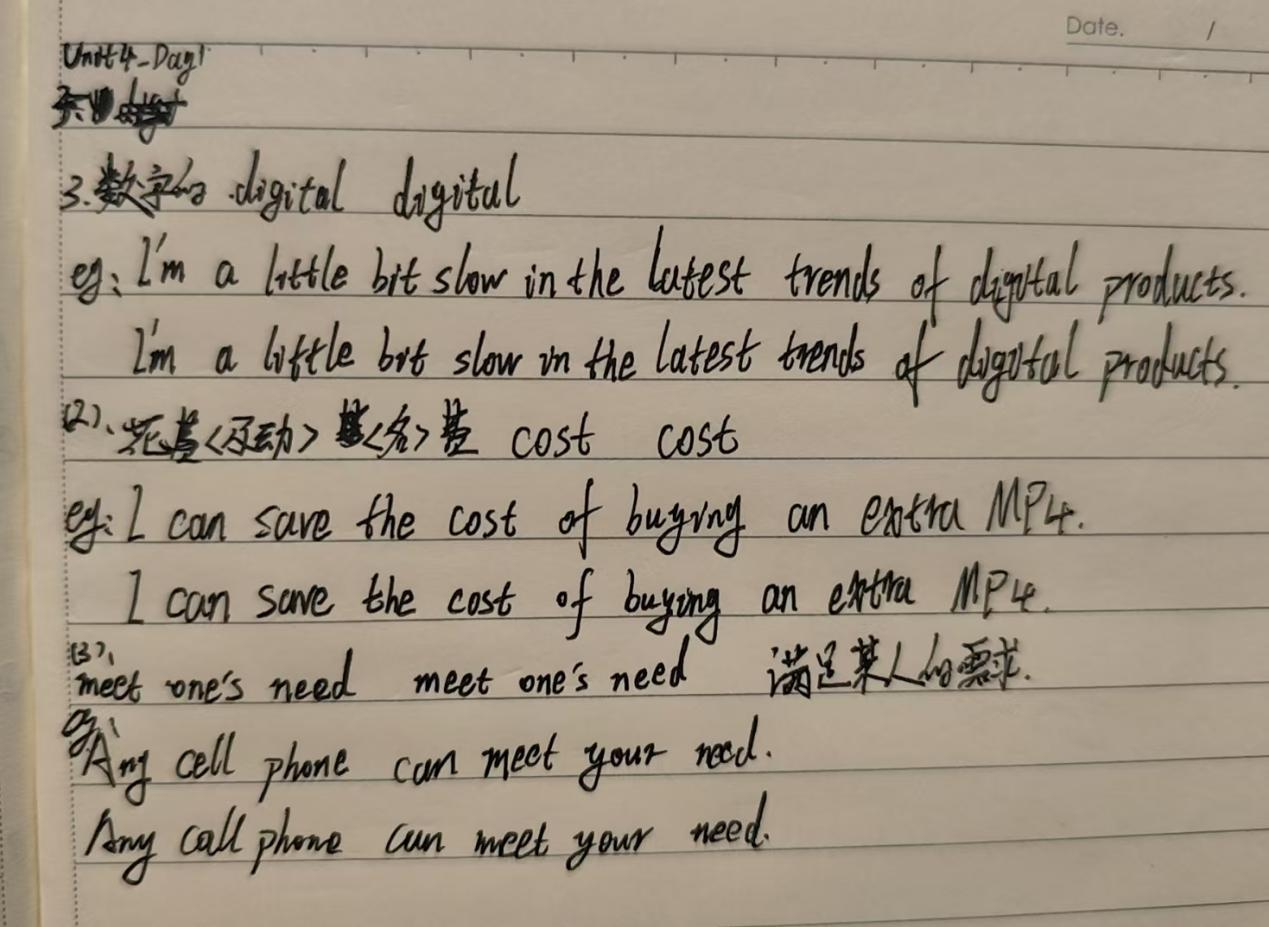 Date. /
Unit4-Day1
3.数字的 digital digital
eg: I'm a little bit slow in the latest trends of digital products.
I'm a little bit slow in the latest trends of digital products.
(2)、花费<及动> <名> 费 cost cost
eg: I can save the cost of buying an extra MP4.
I can save the cost of buying an extra MP4.
(3)、
meet one's need meet one's need 满足某人的需求.
eg:
Any cell phone can meet your need.
Any call phone can meet your need.